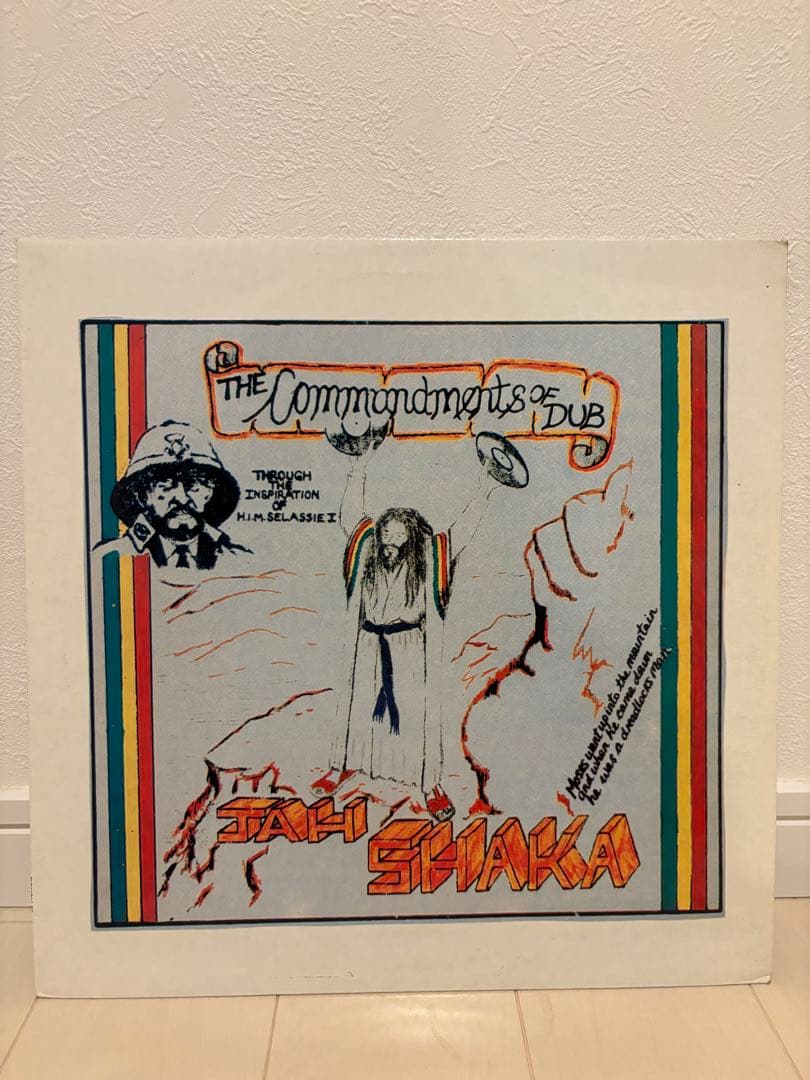 THE Commandments OF DUB
THROUGH
THE
INSPIRATION
OF
H.I.M. SELASSIE I
Moses went up into the mountain
and when He came down
he was a dreadlocks man
JAH
SHAKA